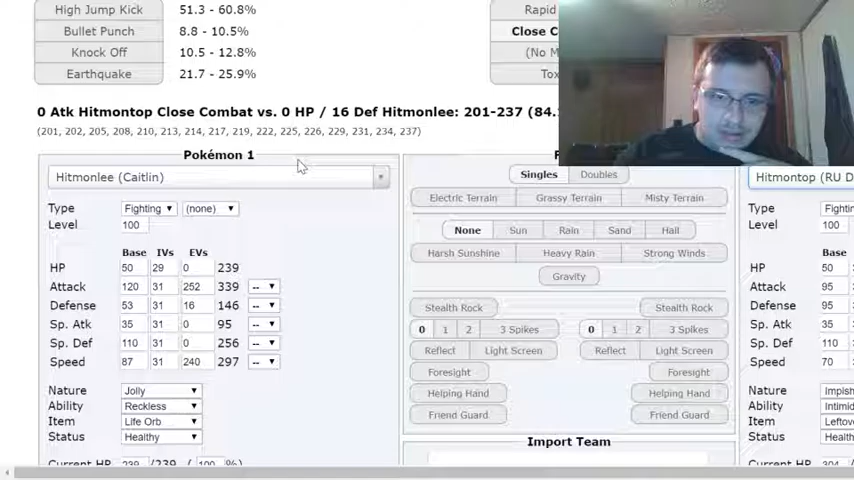 High Jump Kick 51.3 - 60.8% Rapid
Bullet Punch 8.8 - 10.5% Close C
Knock Off 10.5 - 12.8% (No M
Earthquake 21.7 - 25.9% Tox
0 Atk Hitmontop Close Combat vs. 0 HP / 16 Def Hitmonlee: 201-237 (84.
(201, 202, 205, 208, 210, 213, 214, 217, 219, 222, 225, 226, 229, 231, 234, 237)
Pokémon 1 F
Hitmonlee (Caitlin) Singles Doubles Hitmontop (RU D
Electric Terrain Grassy Terrain Misty Terrain
Type Fighting (none) Type Fightin
Level 100 None Sun Rain Sand Hail Level 100
Base IVs EVs Harsh Sunshine Heavy Rain Strong Winds Base
HP 50 29 0 239 Gravity HP 50
Attack 120 31 252 339 -- Attack 95
Defense 53 31 16 146 -- Stealth Rock Stealth Rock Defense 95
Sp. Atk 35 31 0 95 -- 0 1 2 3 Spikes 0 1 2 3 Spikes Sp. Atk 35
Sp. Def 110 31 0 256 -- Reflect Light Screen Reflect Light Screen Sp. Def 110
Speed 87 31 240 297 -- Foresight Foresight Speed 70
Nature Jolly Helping Hand Helping Hand Nature Impish
Ability Reckless Friend Guard Friend Guard Ability Intimid
Item Life Orb Item Leftov
Status Healthy Import Team Status Health
Current HP 239 /239 ( 100 %) Current HP 304